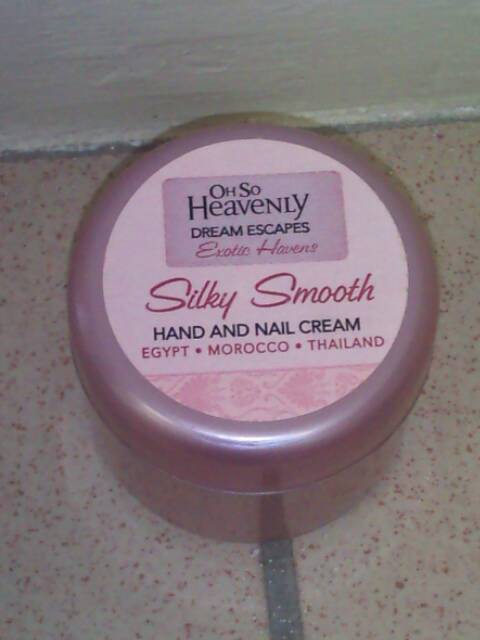 Oh So
Heavenly
DREAM ESCAPES
Exotic Havens
Silky Smooth
HAND AND NAIL CREAM
EGYPT • MOROCCO • THAILAND